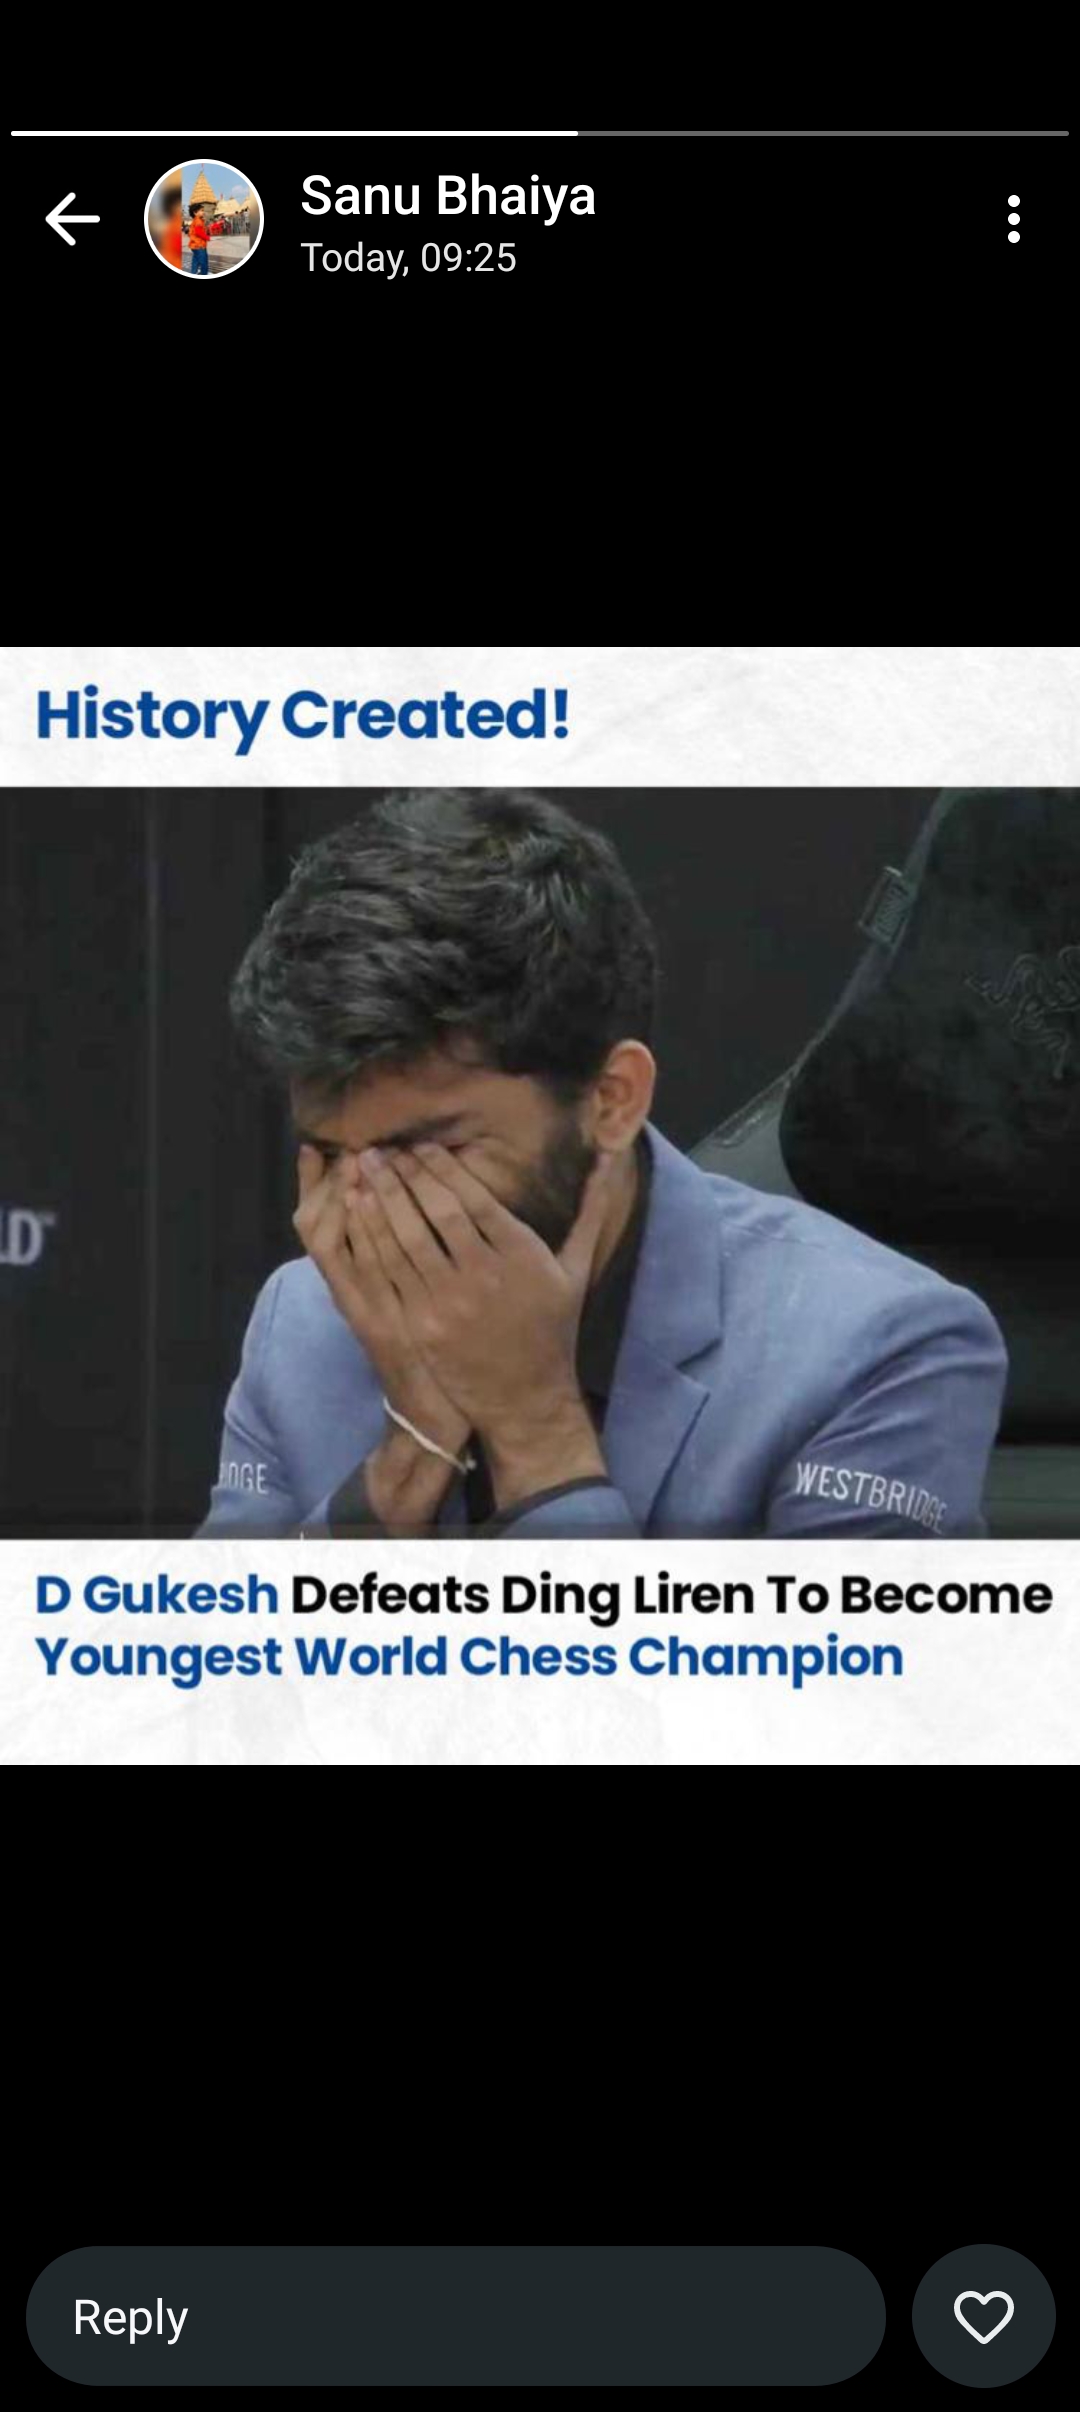 Sanu Bhaiya
Today, 09:25
History Created!
WESTBRIDGE
D Gukesh Defeats Ding Liren To Become
Youngest World Chess Champion
Reply